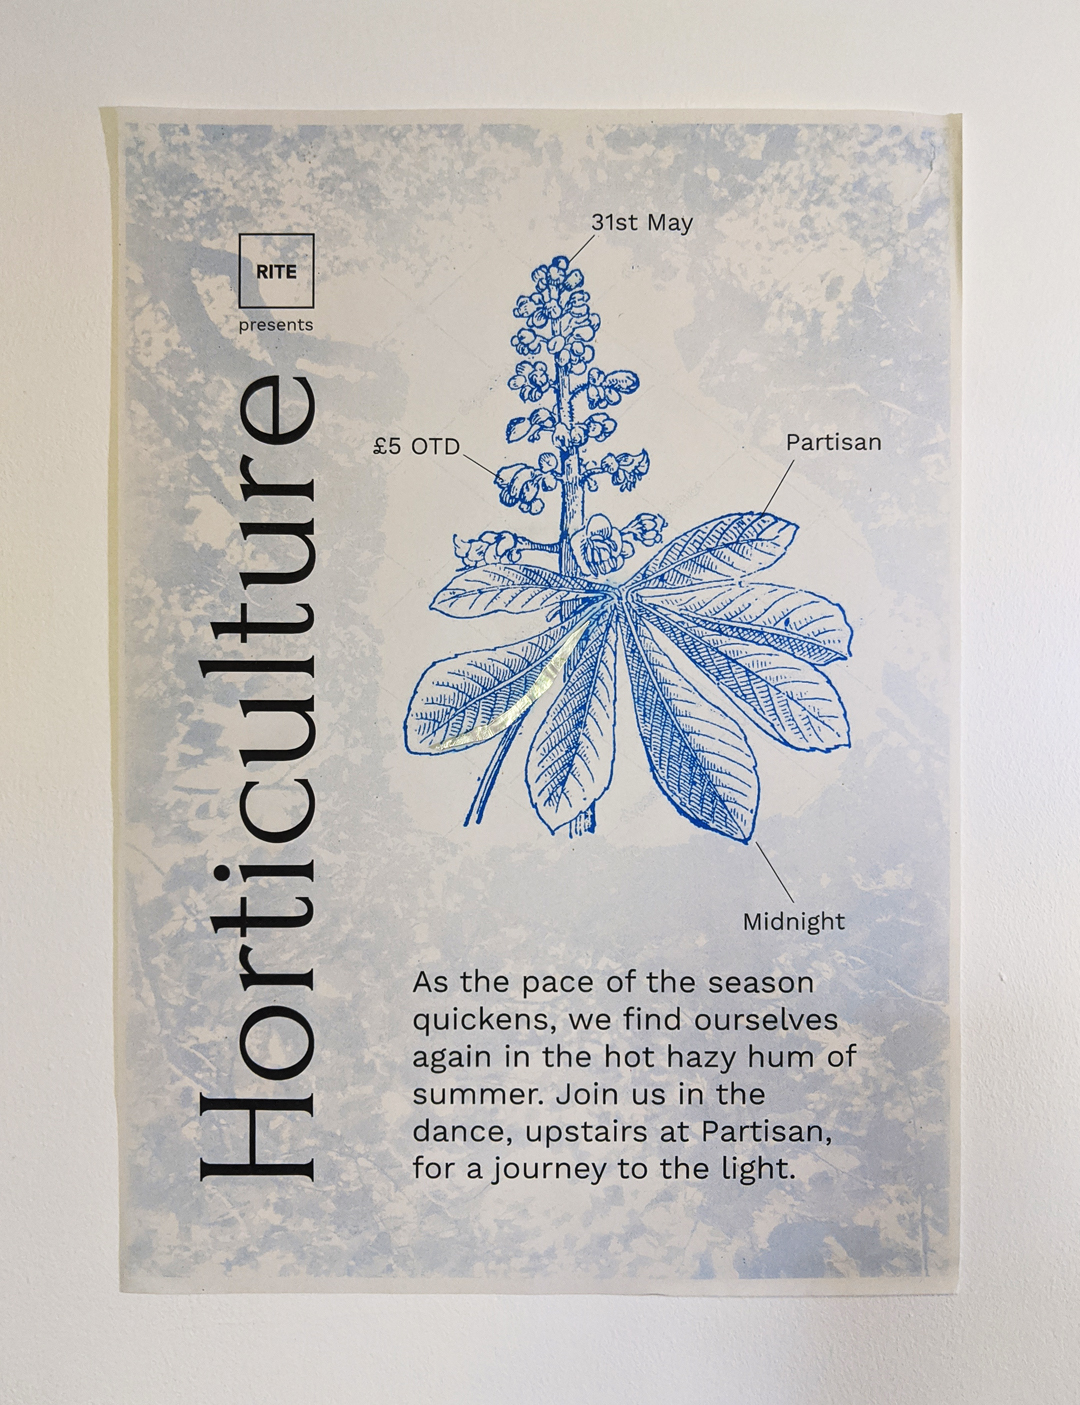 RITE
presents
Horticulture
31st May
£5 OTD
Partisan
Midnight
As the pace of the season
quickens, we find ourselves
again in the hot hazy hum of
summer. Join us in the
dance, upstairs at Partisan,
for a journey to the light.